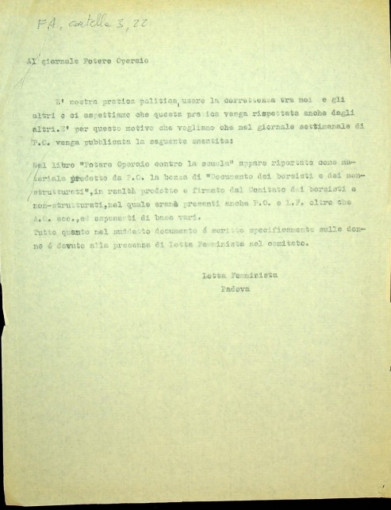 F.A., cartella 3, 22
Al giornale Potere Operaio
E' nostra pratica politica, usare la correttezza tra noi e gli
altri e ci aspettiamo che questa pratica venga rispettata anche dagli
altri. E' per questo motivo che vogliamo che nel giornale settimanale di
P.O. venga pubblicata la seguente smentita:
Nel libro "Potere Operaio contro la scuola" appare riportato come ma-
teriale prodotto da P.O. la bozza di "Documento dei borsisti e dei non-
strutturati", in realtà prodotto e firmato dal Comitato dei borsisti e
non-strutturati, nel quale erano presenti anche P.O. e L.F. oltre che
ed esponenti di base vari.
Tutto quanto nel suddetto documento é scritto specificamente sulle don-
ne é dovuto alla presenza di Lotta Femminista nel comitato.
Lotta Femminista
Padova